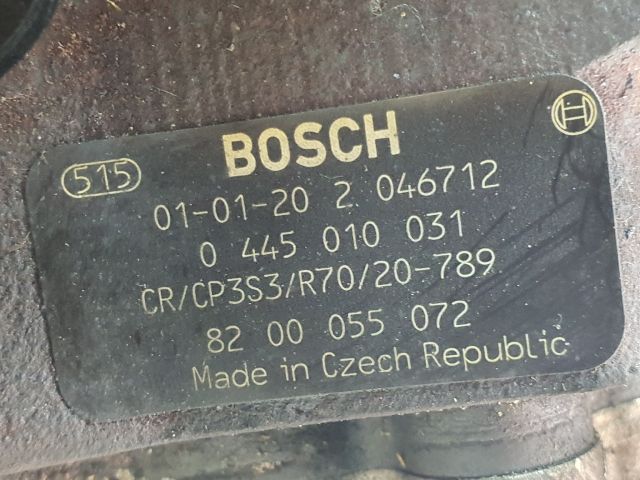 BOSCH
515
01-01-20 2 046712
0 445 010 031
CR/CP3S3/R70/20-789
82 00 055 072
Made in Czech Republic